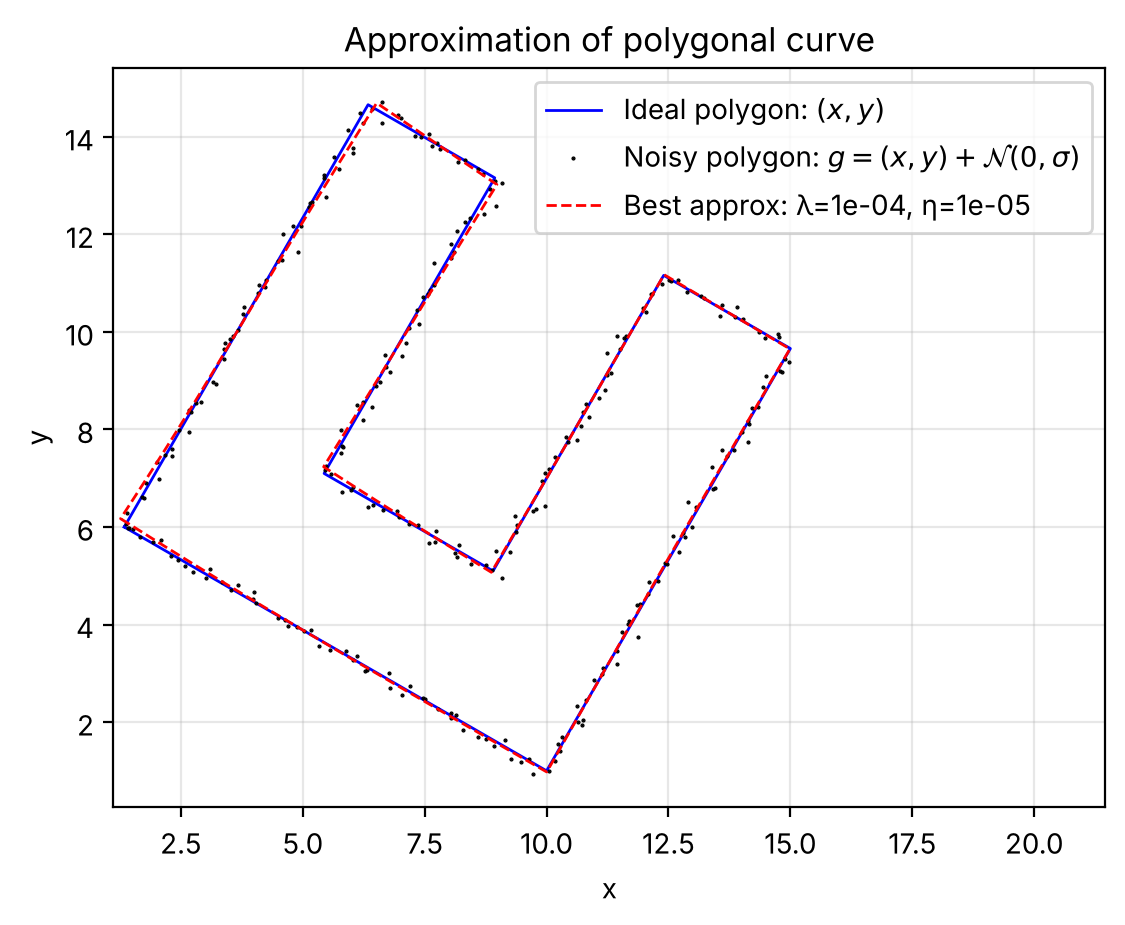 Approximation of polygonal curve
Ideal polygon: (x, y)
Noisy polygon: g = (x, y) + 𝒩(0, σ)
Best approx: λ=1e-04, η=1e-05
14
12
10
8
6
4
2
y
2.5 5.0 7.5 10.0 12.5 15.0 17.5 20.0
x